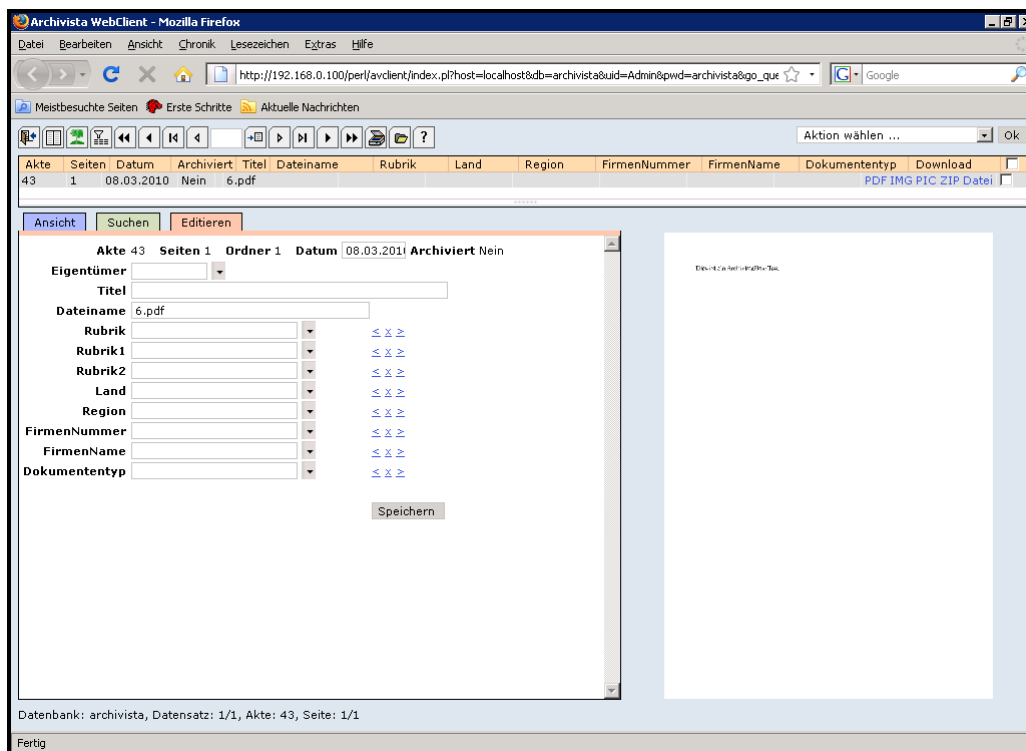 Archivista WebClient - Mozilla Firefox
Datei Bearbeiten Ansicht Chronik Lesezeichen Extras Hilfe
http://192.168.0.100/perl/avclient/index.pl?host=localhost&db=archivista&uid=Admin&pwd=archivista&go_que G Google
Meistbesuchte Seiten Erste Schritte Aktuelle Nachrichten
? Aktion wählen ... Ok
Akte Seiten Datum Archiviert Titel Dateiname Rubrik Land Region FirmenNummer FirmenName Dokumententyp Download
43 1 08.03.2010 Nein 6.pdf PDF IMG PIC ZIP Datei
Ansicht Suchen Editieren
Akte 43 Seiten 1 Ordner 1 Datum 08.03.201 Archiviert Nein
Eigentümer
Titel
Dateiname 6.pdf
Rubrik < x >
Rubrik1 < x >
Rubrik2 < x >
Land < x >
Region < x >
FirmenNummer < x >
FirmenName < x >
Dokumententyp < x >
Speichern
Datenbank: archivista, Datensatz: 1/1, Akte: 43, Seite: 1/1
Fertig